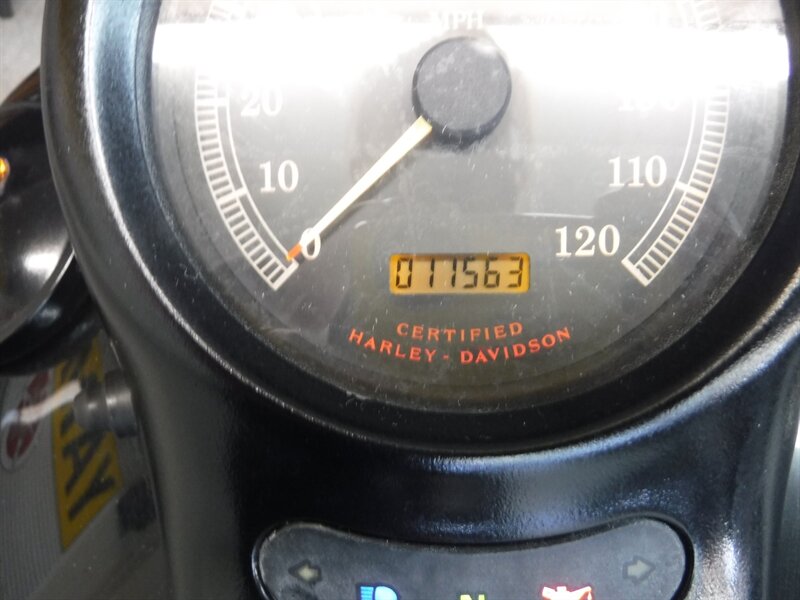 MPH
20
10
110
0
120
011563
CERTIFIED
HARLEY-DAVIDSON
N